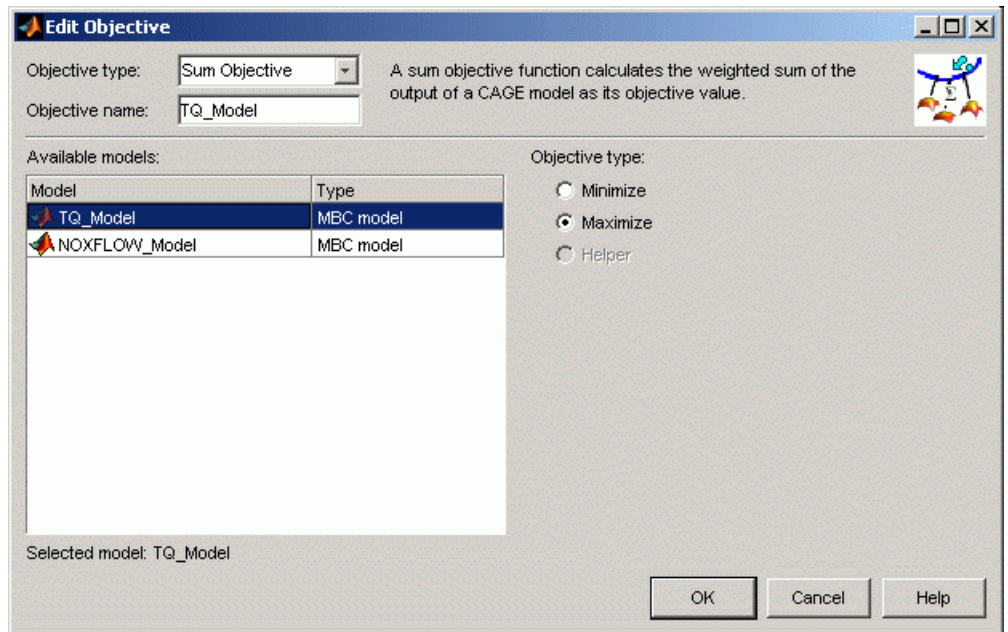 Edit Objective
Objective type: Sum Objective
Objective name: TQ_Model
A sum objective function calculates the weighted sum of the
output of a CAGE model as its objective value.
Σ
Available models:
Model Type
TQ_Model MBC model
NOXFLOW_Model MBC model
Selected model: TQ_Model
Objective type:
Minimize
Maximize
Helper
OK Cancel Help